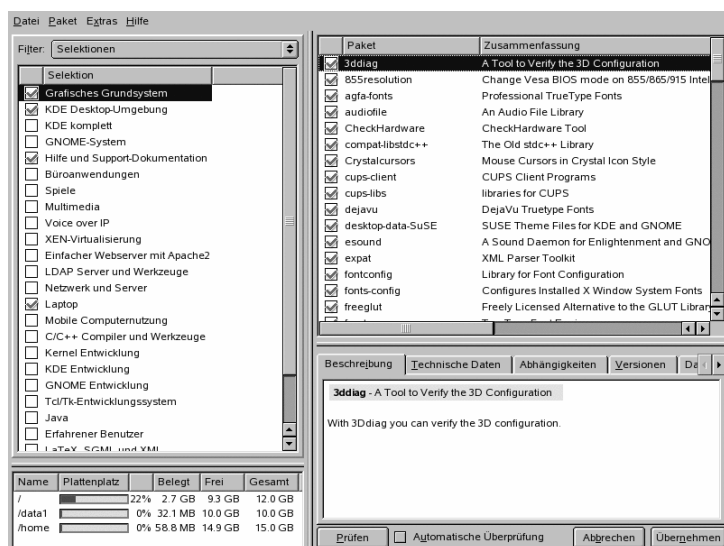 Datei Paket Extras Hilfe
Filter: Selektionen
Selektion
Grafisches Grundsystem
KDE Desktop-Umgebung
KDE komplett
GNOME-System
Hilfe und Support-Dokumentation
Büroanwendungen
Spiele
Multimedia
Voice over IP
XEN-Virtualisierung
Einfacher Webserver mit Apache2
LDAP Server und Werkzeuge
Netzwerk und Server
Laptop
Mobile Computernutzung
C/C++ Compiler und Werkzeuge
Kernel Entwicklung
KDE Entwicklung
GNOME Entwicklung
Tcl/Tk-Entwicklungssystem
Java
Erfahrener Benutzer
LaTeX, SGML und XML
Name Plattenplatz Belegt Frei Gesamt
/ 22% 2.7 GB 9.3 GB 12.0 GB
/data1 0% 32.1 MB 10.0 GB 10.0 GB
/home 0% 58.8 MB 14.9 GB 15.0 GB
Paket Zusammenfassung
3ddiag A Tool to Verify the 3D Configuration
855resolution Change Vesa BIOS mode on 855/865/915 Intel
agfa-fonts Professional TrueType Fonts
audiofile An Audio File Library
CheckHardware CheckHardware Tool
compat-libstdc++ The Old stdc++ Library
Crystalcursors Mouse Cursors in Crystal Icon Style
cups-client CUPS Client Programs
cups-libs libraries for CUPS
dejavu DejaVu Truetype Fonts
desktop-data-SuSE SUSE Theme Files for KDE and GNOME
esound A Sound Daemon for Enlightenment and GNO
expat XML Parser Toolkit
fontconfig Library for Font Configuration
fonts-config Configures Installed X Window System Fonts
freeglut Freely Licensed Alternative to the GLUT Librar
Beschreibung Technische Daten Abhängigkeiten Versionen Da
3ddiag - A Tool to Verify the 3D Configuration
With 3Ddiag you can verify the 3D configuration.
Prüfen Automatische Überprüfung Abbrechen Übernehmen